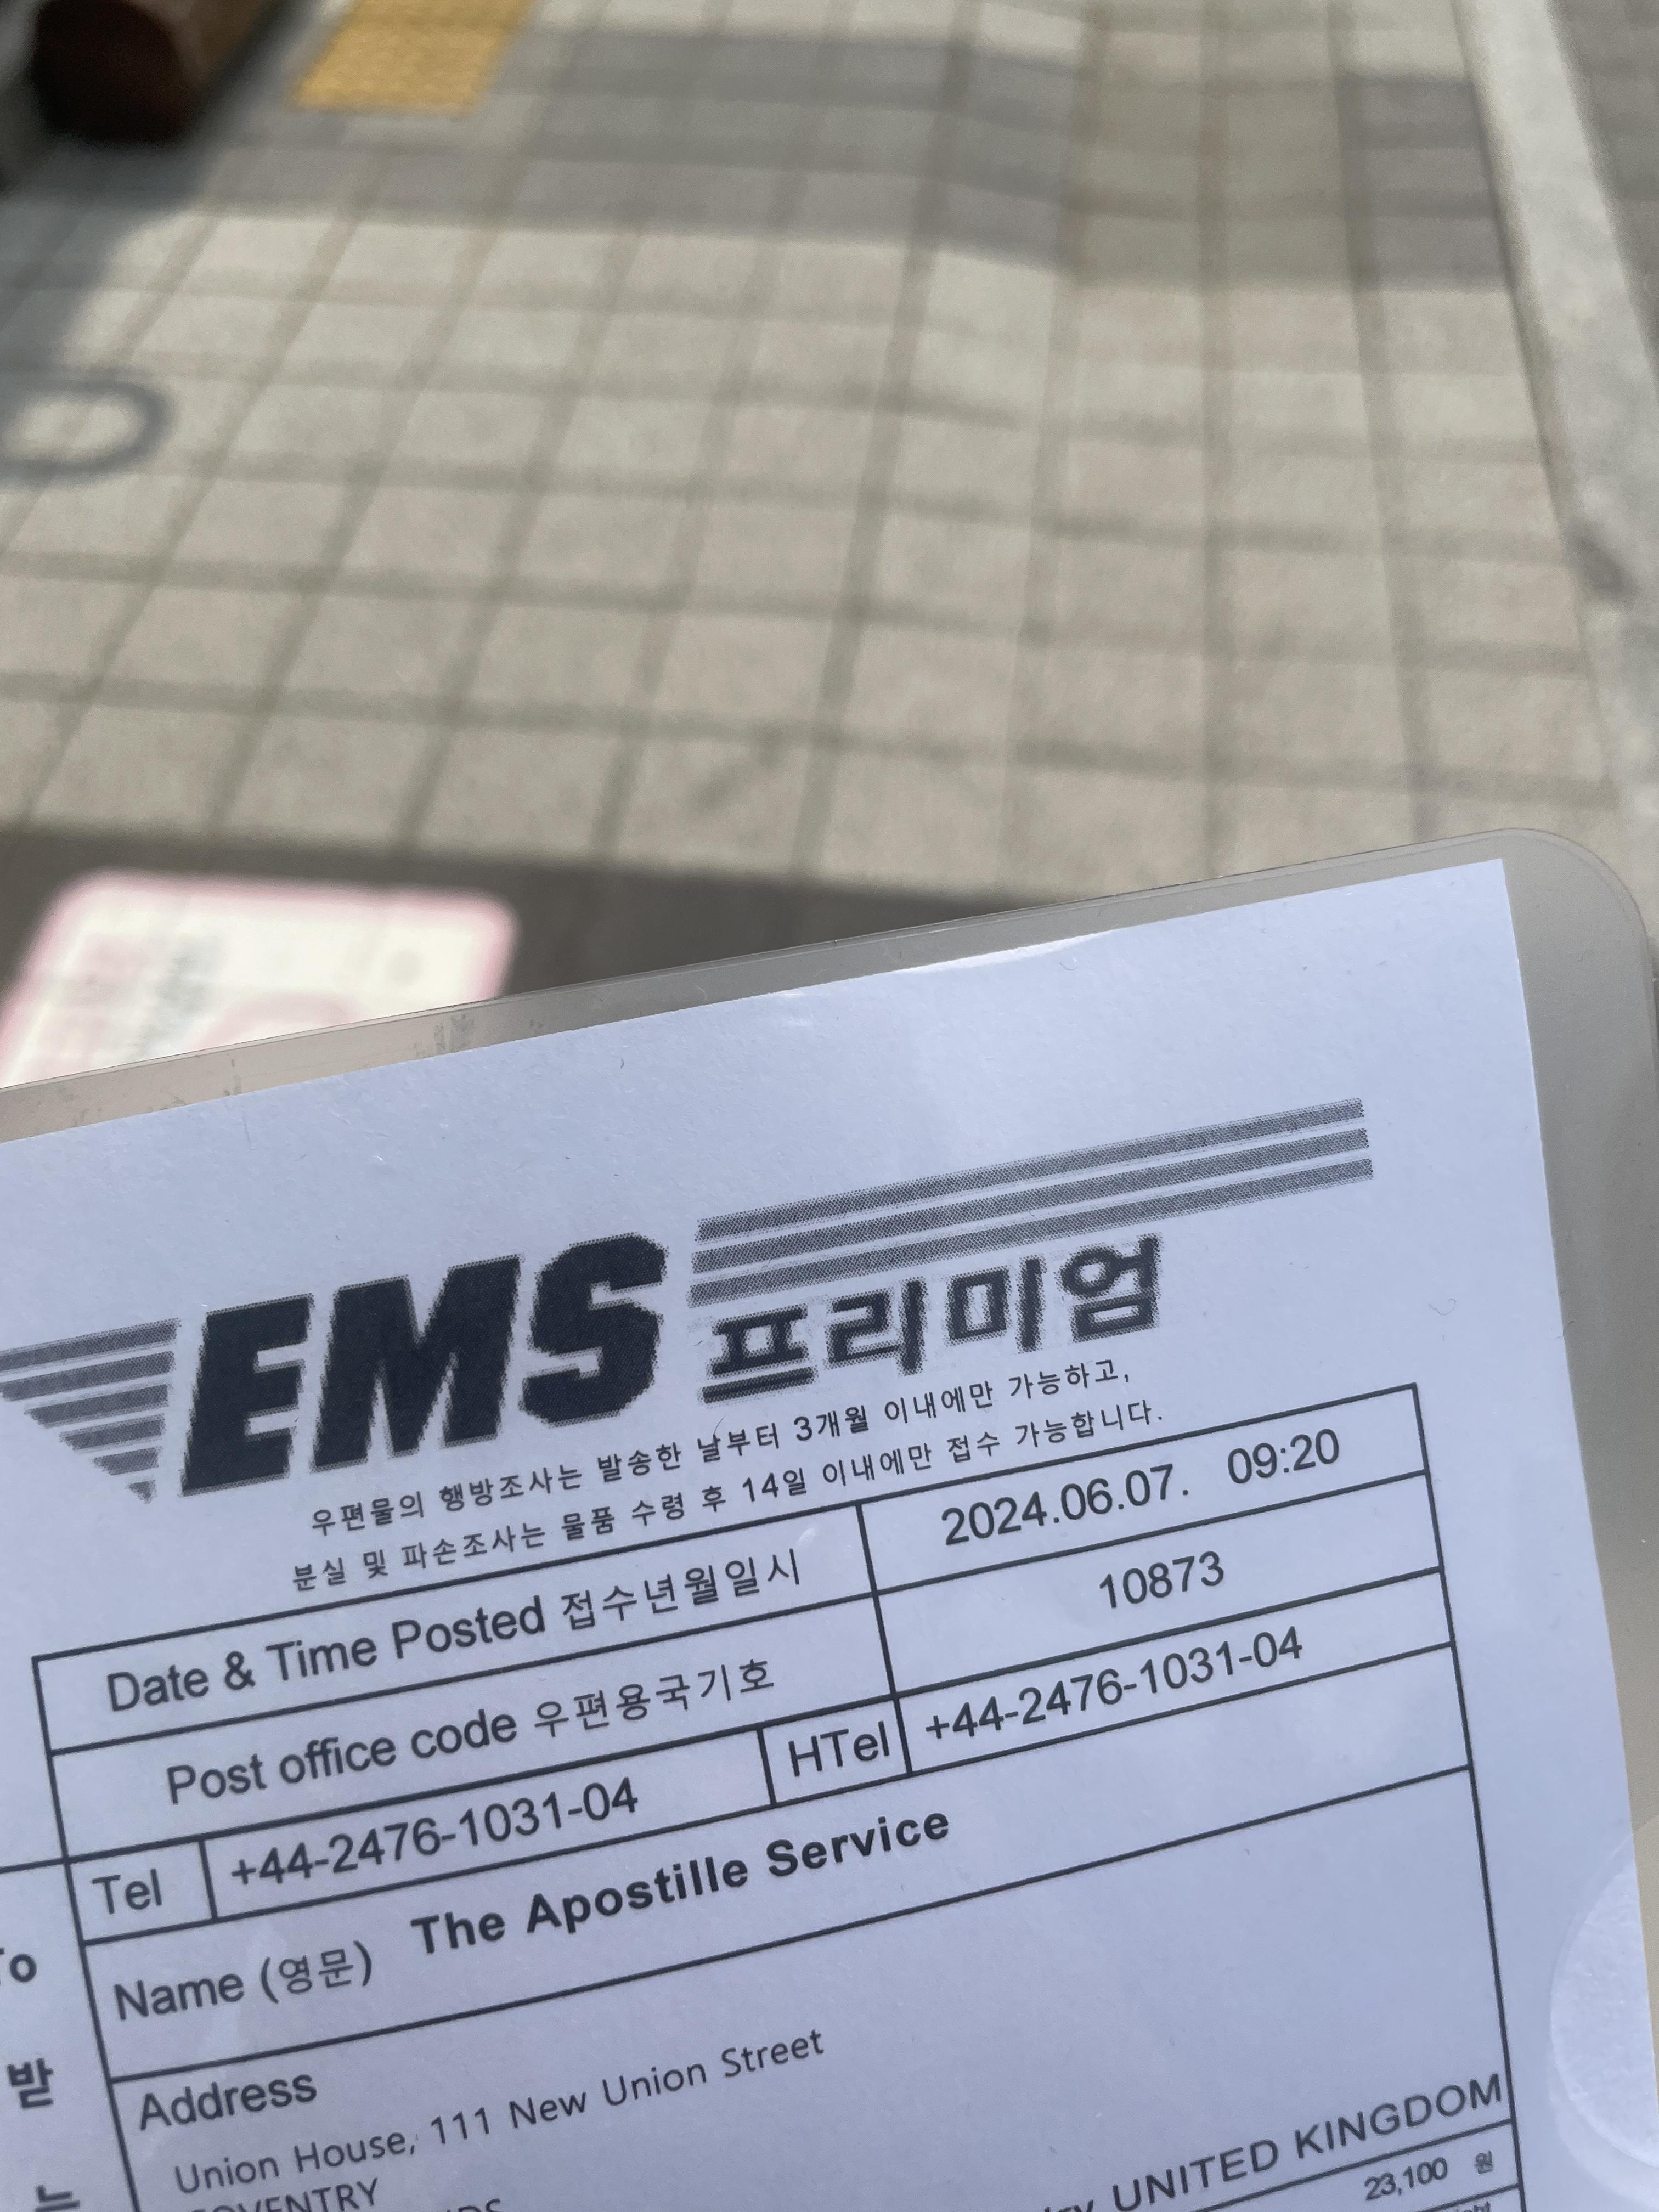 EMS 프리미엄
우편물의 행방조사는 발송한 날부터 3개월 이내에만 가능하고,
분실 및 파손조사는 물품 수령 후 14일 이내에만 접수 가능합니다.
Date & Time Posted 접수년월일시 2024.06.07. 09:20
Post office code 우편용국기호 10873
Tel +44-2476-1031-04 HTel +44-2476-1031-04
To
Name (영문) The Apostille Service
받
Address
Union House, 111 New Union Street
는
COVENTRY
UNITED KINGDOM
23,100 원